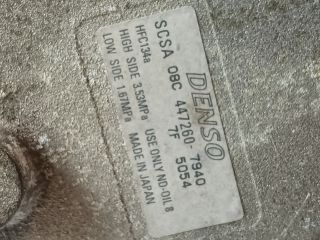 DENSO
SCSA 08C 447260-7940
7F 5054
HFC134a
HIGH SIDE 3.53MPa USE ONLY ND-OIL 8
LOW SIDE 1.67MPa MADE IN JAPAN